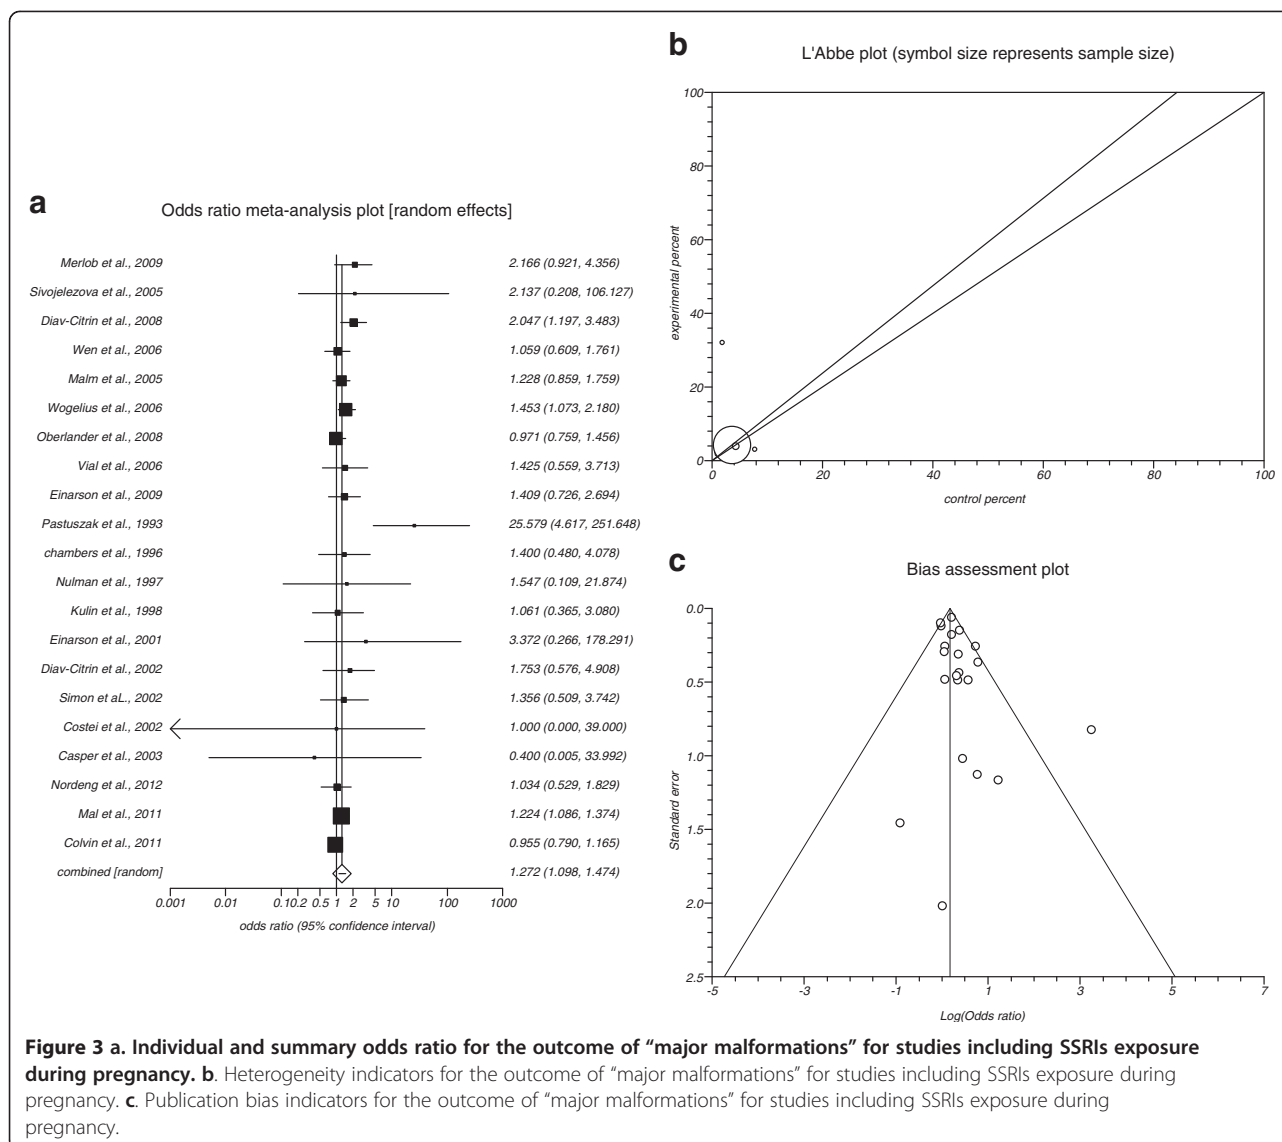 a
Odds ratio meta-analysis plot [random effects]
Merlob et al., 2009 2.166 (0.921, 4.356)
Sivojelezova et al., 2005 2.137 (0.208, 106.127)
Diav-Citrin et al., 2008 2.047 (1.197, 3.483)
Wen et al., 2006 1.059 (0.609, 1.761)
Malm et al., 2005 1.228 (0.859, 1.759)
Wogelius et al., 2006 1.453 (1.073, 2.180)
Oberlander et al., 2008 0.971 (0.759, 1.456)
Vial et al., 2006 1.425 (0.559, 3.713)
Einarson et al., 2009 1.409 (0.726, 2.694)
Pastuszak et al., 1993 25.579 (4.617, 251.648)
chambers et al., 1996 1.400 (0.480, 4.078)
Nulman et al., 1997 1.547 (0.109, 21.874)
Kulin et al., 1998 1.061 (0.365, 3.080)
Einarson et al., 2001 3.372 (0.266, 178.291)
Diav-Citrin et al., 2002 1.753 (0.576, 4.908)
Simon et aL., 2002 1.356 (0.509, 3.742)
Costei et al., 2002 1.000 (0.000, 39.000)
Casper et al., 2003 0.400 (0.005, 33.992)
Nordeng et al., 2012 1.034 (0.529, 1.829)
Mal et al., 2011 1.224 (1.086, 1.374)
Colvin et al., 2011 0.955 (0.790, 1.165)
combined [random] 1.272 (1.098, 1.474)
0.001 0.01 0.1 0.2 0.5 1 2 5 10 100 1000
odds ratio (95% confidence interval)
b
L'Abbe plot (symbol size represents sample size)
experimental percent
100
80
60
40
20
0
0 20 40 60 80 100
control percent
c
Bias assessment plot
Standard error
0.0
0.5
1.0
1.5
2.0
2.5
-5 -3 -1 1 3 5 7
Log(Odds ratio)
Figure 3 a. Individual and summary odds ratio for the outcome of “major malformations” for studies including SSRIs exposure
during pregnancy. b. Heterogeneity indicators for the outcome of “major malformations” for studies including SSRIs exposure during
pregnancy. c. Publication bias indicators for the outcome of “major malformations” for studies including SSRIs exposure during
pregnancy.